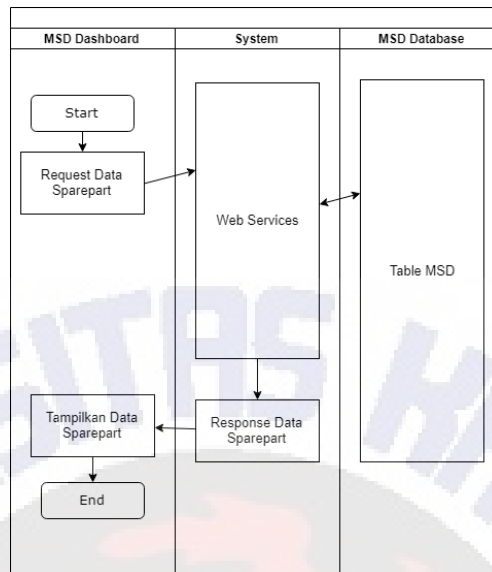 MSD Dashboard
System
MSD Database
Start
Request Data
Sparepart
Web Services
Table MSD
Tampilkan Data
Sparepart
Response Data
Sparepart
End